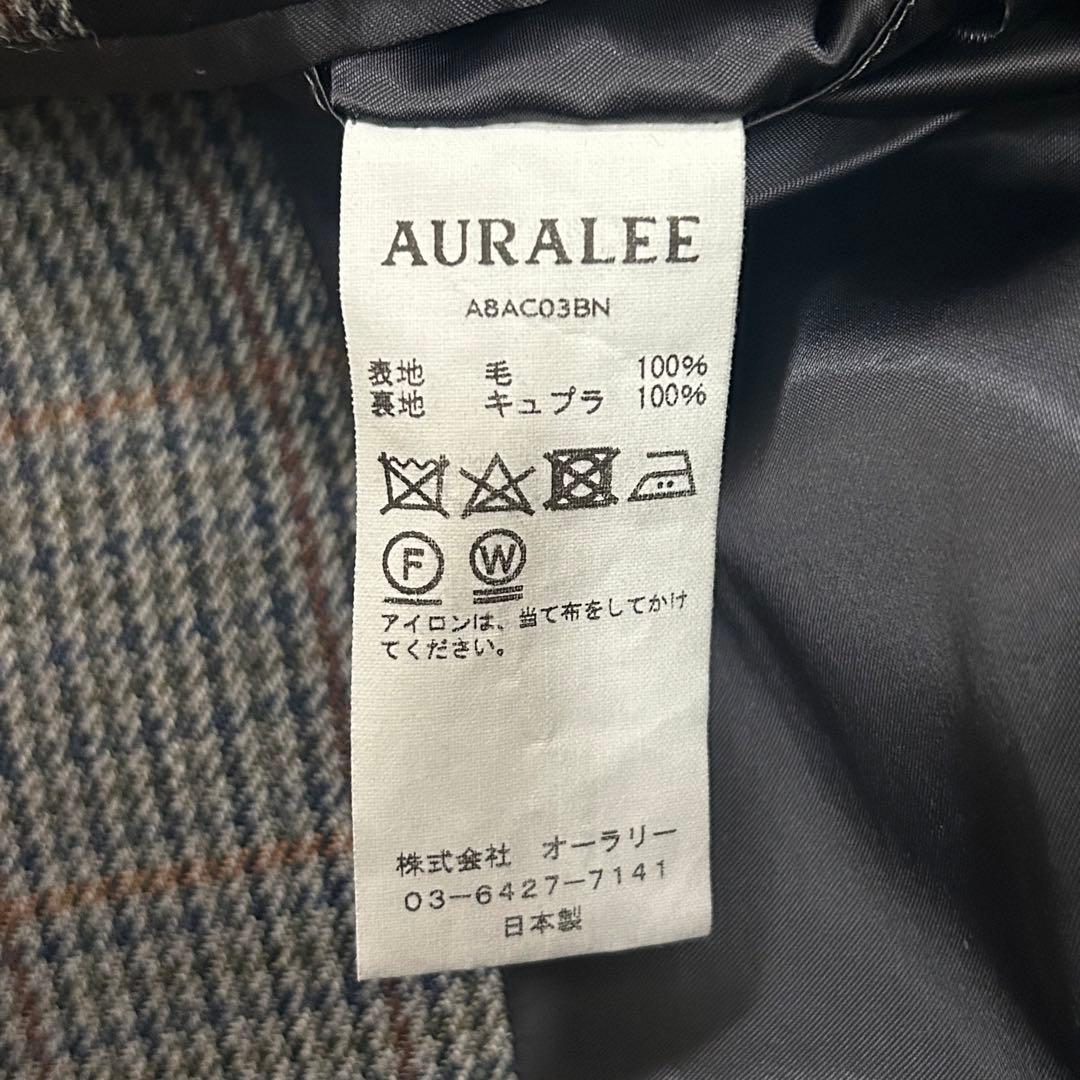 AURALEE
A8AC03BN
表地 毛 100%
裏地 キュプラ 100%
F W
アイロンは、当て布をしてかけ
てください。
株式会社 オーラリー
03-6427-7141
日本製